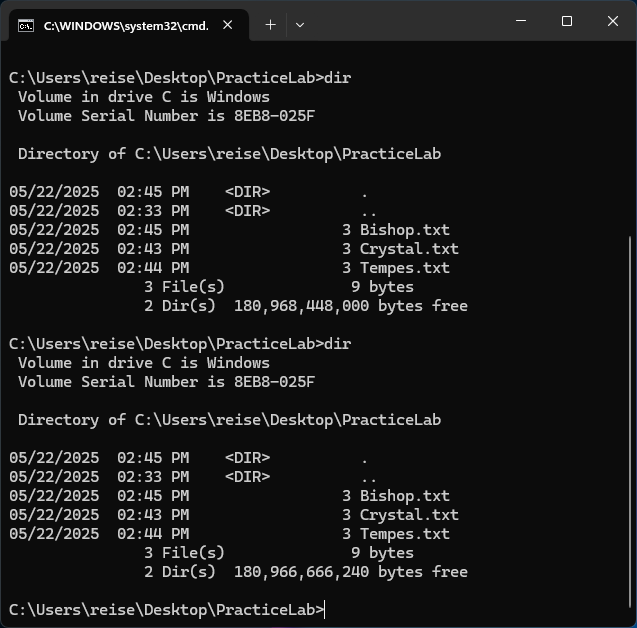 C:\WINDOWS\system32\cmd.
C:\Users\reise\Desktop\PracticeLab>dir
Volume in drive C is Windows
Volume Serial Number is 8EB8-025F
Directory of C:\Users\reise\Desktop\PracticeLab
05/22/2025  02:45 PM    <DIR>          .
05/22/2025  02:33 PM    <DIR>          ..
05/22/2025  02:45 PM                 3 Bishop.txt
05/22/2025  02:43 PM                 3 Crystal.txt
05/22/2025  02:44 PM                 3 Tempes.txt
3 File(s)              9 bytes
2 Dir(s)  180,968,448,000 bytes free
C:\Users\reise\Desktop\PracticeLab>dir
Volume in drive C is Windows
Volume Serial Number is 8EB8-025F
Directory of C:\Users\reise\Desktop\PracticeLab
05/22/2025  02:45 PM    <DIR>          .
05/22/2025  02:33 PM    <DIR>          ..
05/22/2025  02:45 PM                 3 Bishop.txt
05/22/2025  02:43 PM                 3 Crystal.txt
05/22/2025  02:44 PM                 3 Tempes.txt
3 File(s)              9 bytes
2 Dir(s)  180,966,666,240 bytes free
C:\Users\reise\Desktop\PracticeLab>